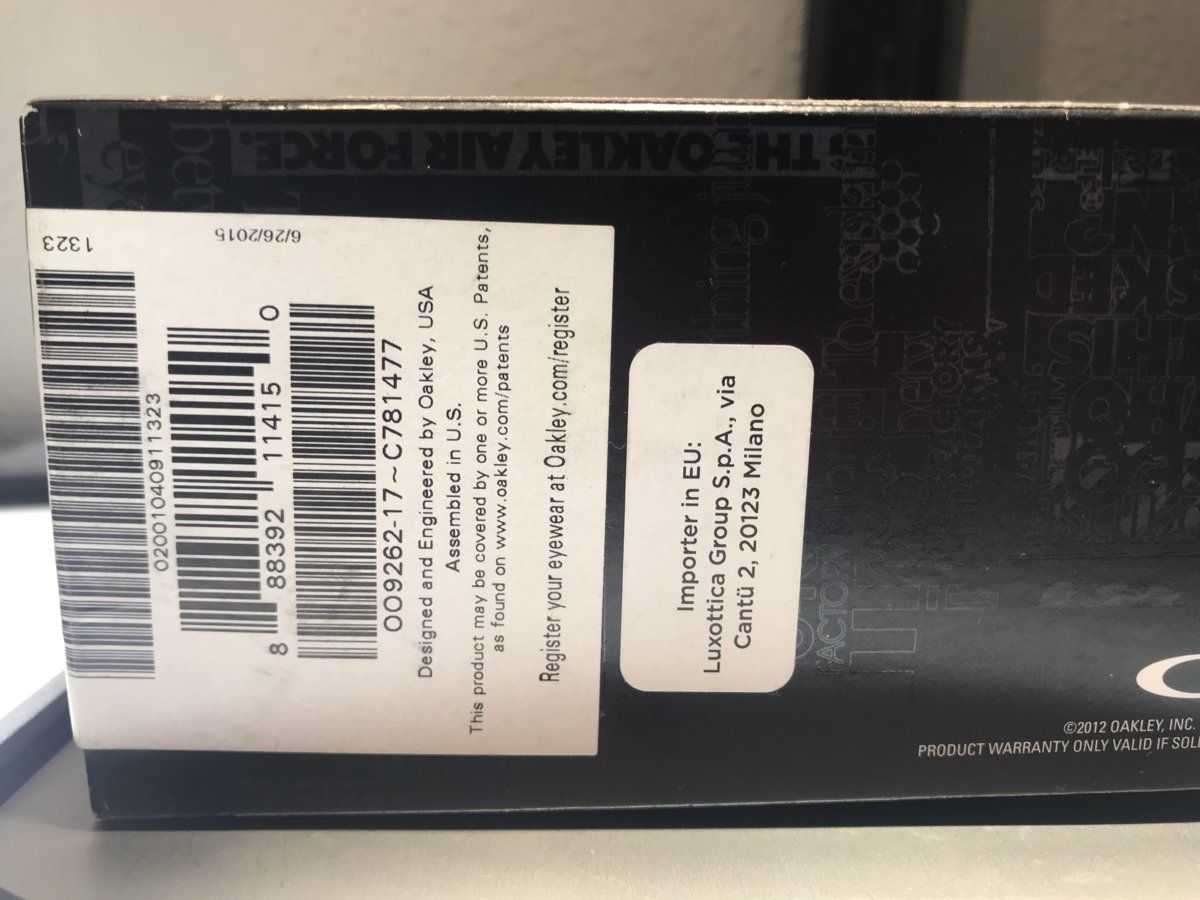 THE OAKLEY AIR FORCE.
1323
6/26/2015
0200104091323
8 88392 11415 0
OO9262-17~C781477
Designed and Engineered by Oakley, USA
Assembled in U.S.
This product may be covered by one or more U.S. Patents,
as found on www.oakley.com/patents
Register your eyewear at Oakley.com/register
Importer in EU:
Luxottica Group S.p.A., via
Cantü 2, 20123 Milano
©2012 OAKLEY, INC.
PRODUCT WARRANTY ONLY VALID IF